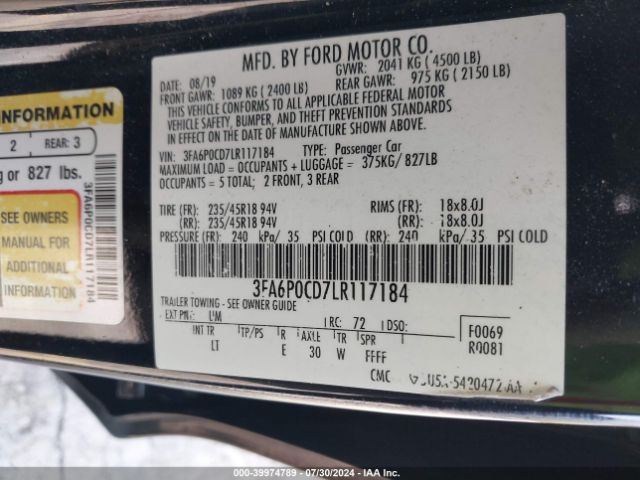 MFD. BY FORD MOTOR CO.
DATE: 08/19 GVWR: 2041 KG ( 4500 LB)
FRONT GAWR: 1089 KG ( 2400 LB) REAR GAWR: 975 KG ( 2150 LB)
THIS VEHICLE CONFORMS TO ALL APPLICABLE FEDERAL MOTOR
VEHICLE SAFETY, BUMPER, AND THEFT PREVENTION STANDARDS
IN EFFECT ON THE DATE OF MANUFACTURE SHOWN ABOVE.
VIN: 3FA6P0CD7LR117184 TYPE: Passenger Car
MAXIMUM LOAD = OCCUPANTS + LUGGAGE = 375KG/ 827LB
OCCUPANTS = 5 TOTAL; 2 FRONT, 3 REAR
TIRE (FR): 235/45R18 94V RIMS (FR): 18x8.0J
(RR): 235/45R18 94V (RR): 18x8.0J
PRESSURE (FR): 240 kPa/ 35 PSI COLD (RR): 240 kPa/ 35 PSI COLD
3FA6P0CD7LR117184
TRAILER TOWING - SEE OWNER GUIDE
EXT PNT: RC: 72 DSO: F0069
INT TR TP/PS R AXLE TR SPR R0081
LT E 30 W FFFF
CMC
INFORMATION
2 REAR: 3
or 827 lbs.
SEE OWNERS
MANUAL FOR
ADDITIONAL
INFORMATION
3FA6P0CD7LR117184
000-39974789 - 07/30/2024 - IAAI.com